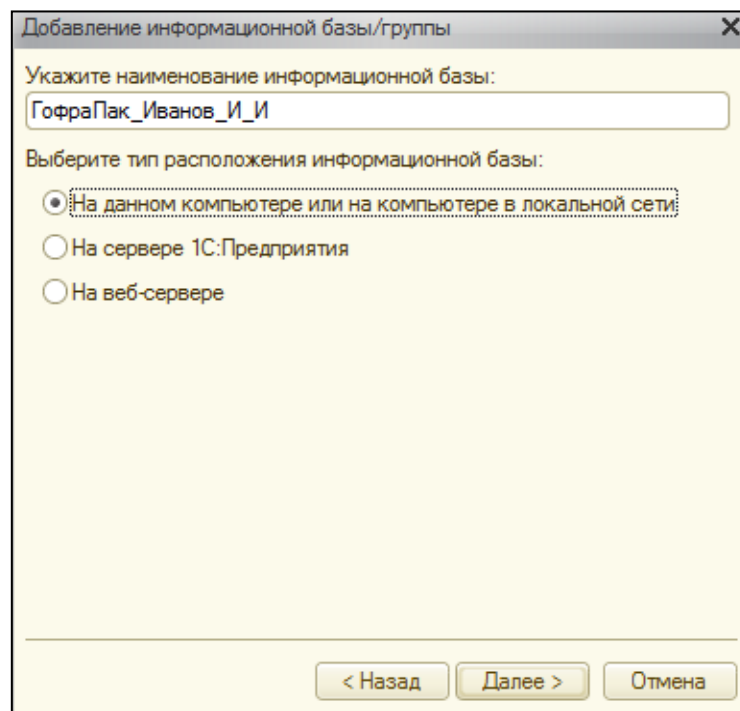 Добавление информационной базы/группы
Укажите наименование информационной базы:
ГофраПак_Иванов_И_И
Выберите тип расположения информационной базы:
На данном компьютере или на компьютере в локальной сети
На сервере 1С:Предприятия
На веб-сервере
< Назад
Далее >
Отмена